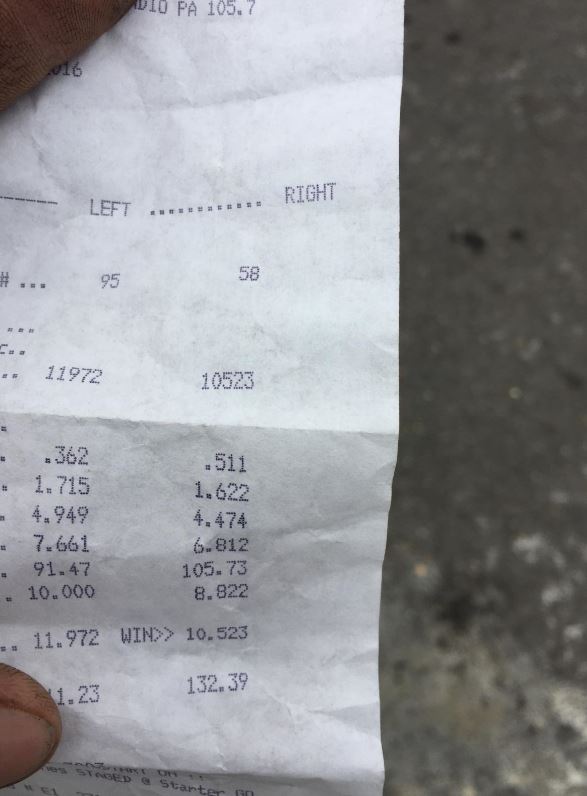 PA 105.7
LEFT ............ RIGHT
# ... 95 58
...
.. 11972 10523
. .362 .511
. 1.715 1.622
. 4.949 4.474
. 7.661 6.812
. 91.47 105.73
. 10.000 8.822
.. 11.972 WIN>> 10.523
1.23 132.39
STAGED @ Starter GO